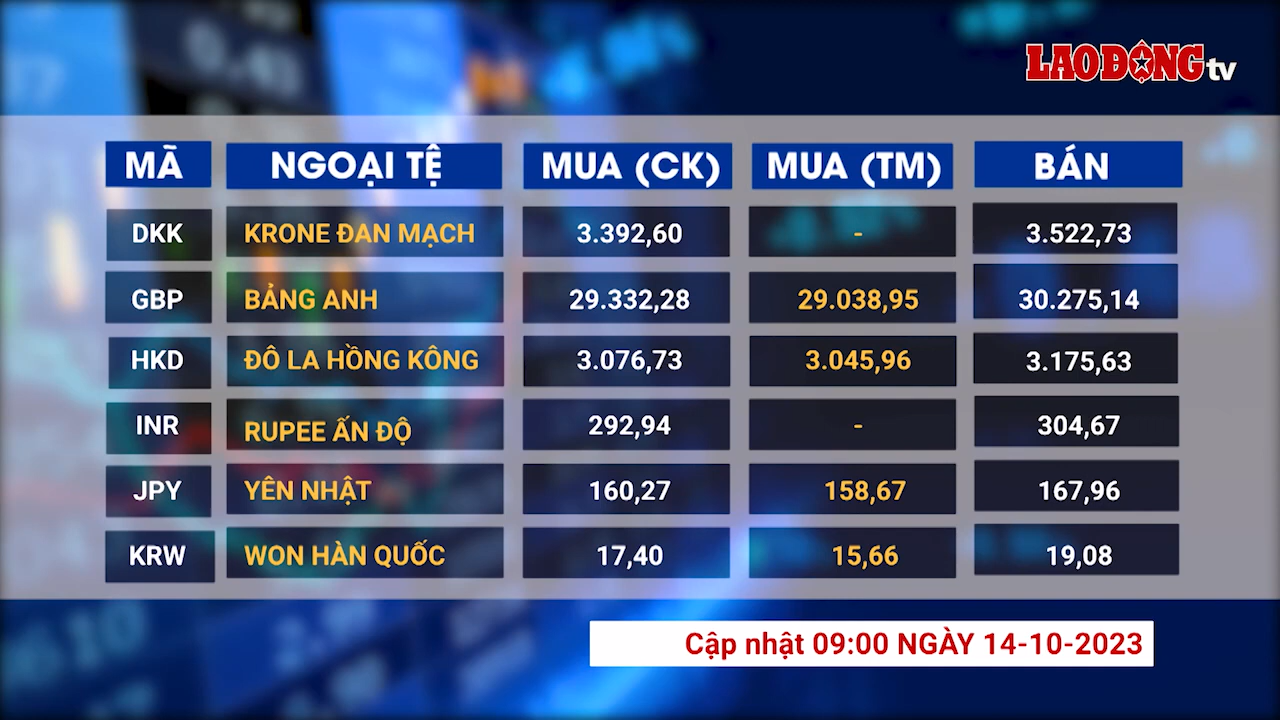 LAO ĐỘNG tv
MÃ NGOẠI TỆ MUA (CK) MUA (TM) BÁN
DKK KRONE ĐAN MẠCH 3.392,60 - 3.522,73
GBP BẢNG ANH 29.332,28 29.038,95 30.275,14
HKD ĐÔ LA HỒNG KÔNG 3.076,73 3.045,96 3.175,63
INR RUPEE ẤN ĐỘ 292,94 - 304,67
JPY YÊN NHẬT 160,27 158,67 167,96
KRW WON HÀN QUỐC 17,40 15,66 19,08
Cập nhật 09:00 NGÀY 14-10-2023